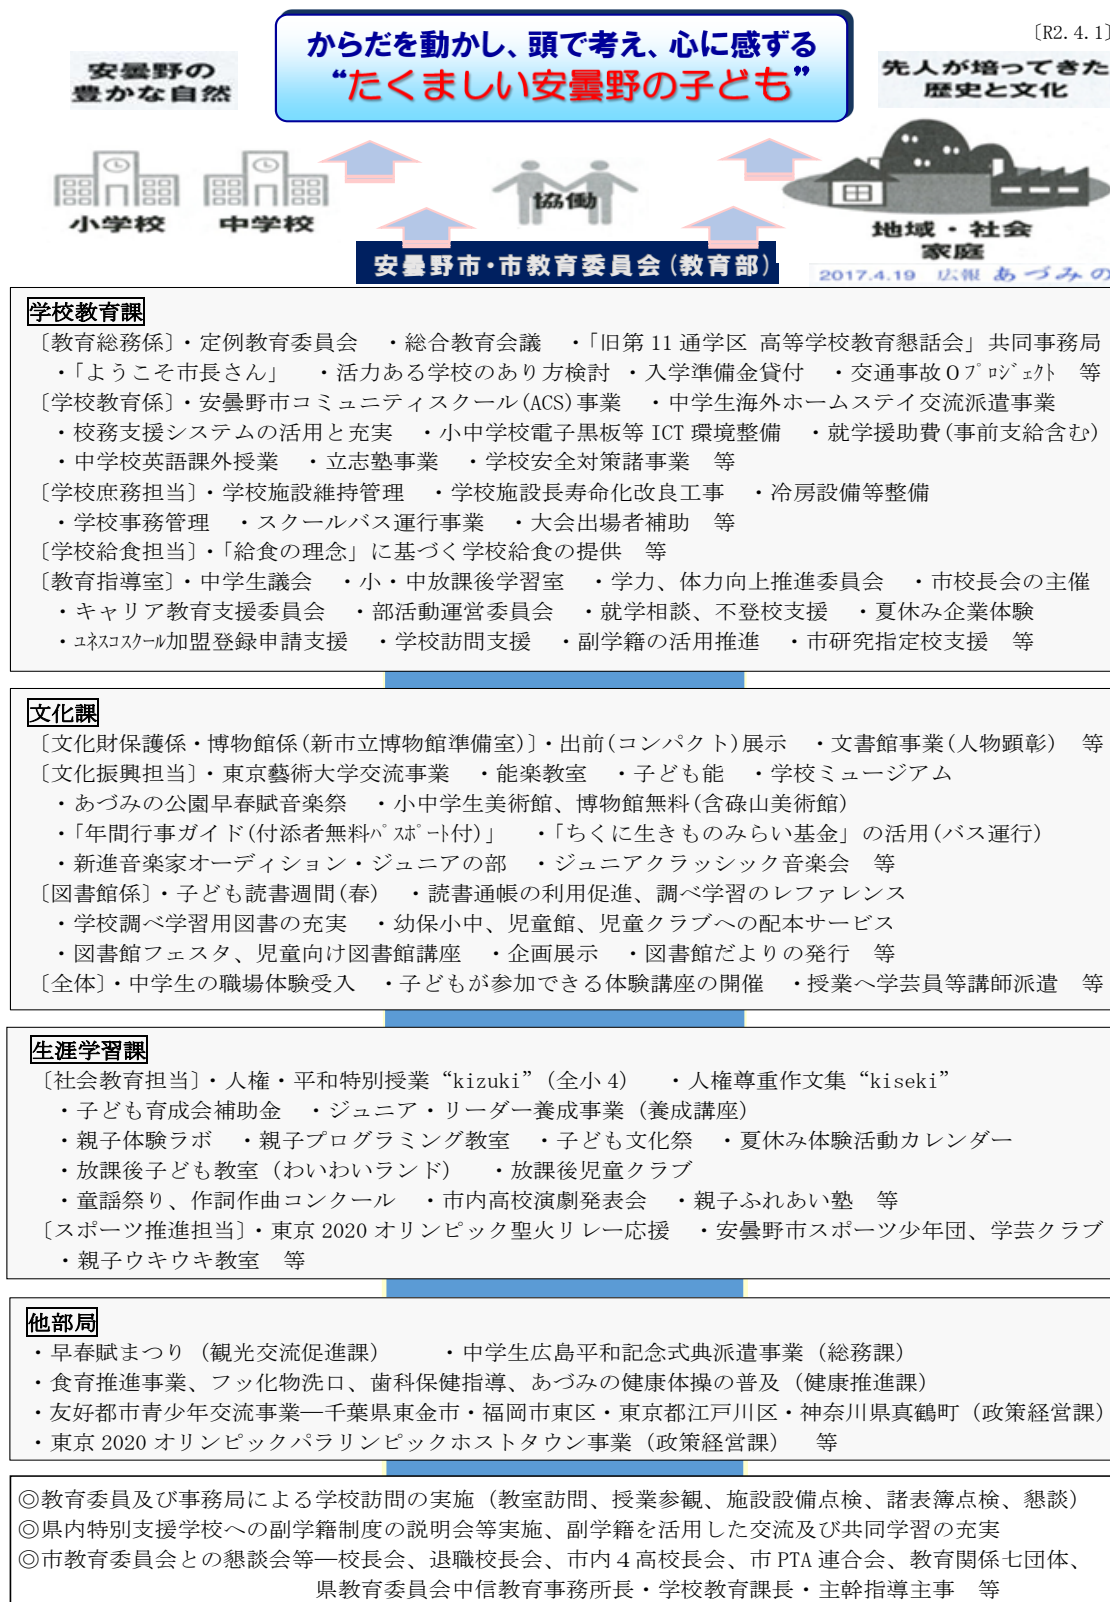 〔R2.4.1〕
からだを動かし、頭で考え、心に感ずる
“たくましい安曇野の子ども”
安曇野の
豊かな自然
先人が培ってきた
歴史と文化
小学校
中学校
協働
地域・社会
家庭
安曇野市・市教育委員会(教育部)
2017.4.19 広報 あづみの
学校教育課
〔教育総務係〕・定例教育委員会 ・総合教育会議 ・「旧第11通学区 高等学校教育懇話会」共同事務局
・「ようこそ市長さん」 ・活力ある学校のあり方検討 ・入学準備金貸付 ・交通事故０ﾌﾟﾛｼﾞｪｸﾄ 等
〔学校教育係〕・安曇野市コミュニティスクール(ACS)事業 ・中学生海外ホームステイ交流派遣事業
・校務支援システムの活用と充実 ・小中学校電子黒板等ICT環境整備 ・就学援助費(事前支給含む)
・中学校英語課外授業 ・立志塾事業 ・学校安全対策諸事業 等
〔学校庶務担当〕・学校施設維持管理 ・学校施設長寿命化改良工事 ・冷房設備等整備
・学校事務管理 ・スクールバス運行事業 ・大会出場者補助 等
〔学校給食担当〕・「給食の理念」に基づく学校給食の提供 等
〔教育指導室〕・中学生議会 ・小・中放課後学習室 ・学力、体力向上推進委員会 ・市校長会の主催
・キャリア教育支援委員会 ・部活動運営委員会 ・就学相談、不登校支援 ・夏休み企業体験
・ﾕﾈｽｺｽｸｰﾙ加盟登録申請支援 ・学校訪問支援 ・副学籍の活用推進 ・市研究指定校支援 等
文化課
〔文化財保護係・博物館係(新市立博物館準備室)〕・出前(コンパクト)展示 ・文書館事業(人物顕彰) 等
〔文化振興担当〕・東京藝術大学交流事業 ・能楽教室 ・子ども能 ・学校ミュージアム
・あづみの公園早春賦音楽祭 ・小中学生美術館、博物館無料(含碌山美術館)
・「年間行事ガイド(付添者無料ﾊﾟｽﾎﾟｰﾄ付)」 ・「ちくに生きものみらい基金」の活用(バス運行)
・新進音楽家オーディション・ジュニアの部 ・ジュニアクラッシック音楽会 等
〔図書館係〕・子ども読書週間(春) ・読書通帳の利用促進、調べ学習のレファレンス
・学校調べ学習用図書の充実 ・幼保小中、児童館、児童クラブへの配本サービス
・図書館フェスタ、児童向け図書館講座 ・企画展示 ・図書館だよりの発行 等
〔全体〕・中学生の職場体験受入 ・子どもが参加できる体験講座の開催 ・授業へ学芸員等講師派遣 等
生涯学習課
〔社会教育担当〕・人権・平和特別授業“kizuki”（全小4） ・人権尊重作文集“kiseki”
・子ども育成会補助金 ・ジュニア・リーダー養成事業（養成講座）
・親子体験ラボ ・親子プログラミング教室 ・子ども文化祭 ・夏休み体験活動カレンダー
・放課後子ども教室（わいわいランド） ・放課後児童クラブ
・童謡祭り、作詞作曲コンクール ・市内高校演劇発表会 ・親子ふれあい塾 等
〔スポーツ推進担当〕・東京2020オリンピック聖火リレー応援 ・安曇野市スポーツ少年団、学芸クラブ
・親子ウキウキ教室 等
他部局
・早春賦まつり（観光交流促進課） ・中学生広島平和記念式典派遣事業（総務課）
・食育推進事業、フッ化物洗口、歯科保健指導、あづみの健康体操の普及（健康推進課）
・友好都市青少年交流事業―千葉県東金市・福岡市東区・東京都江戸川区・神奈川県真鶴町（政策経営課）
・東京2020オリンピックパラリンピックホストタウン事業（政策経営課） 等
◎教育委員及び事務局による学校訪問の実施（教室訪問、授業参観、施設設備点検、諸表簿点検、懇談）
◎県内特別支援学校への副学籍制度の説明会等実施、副学籍を活用した交流及び共同学習の充実
◎市教育委員会との懇談会等―校長会、退職校長会、市内４高校長会、市PTA連合会、教育関係七団体、
県教育委員会中信教育事務所長・学校教育課長・主幹指導主事 等